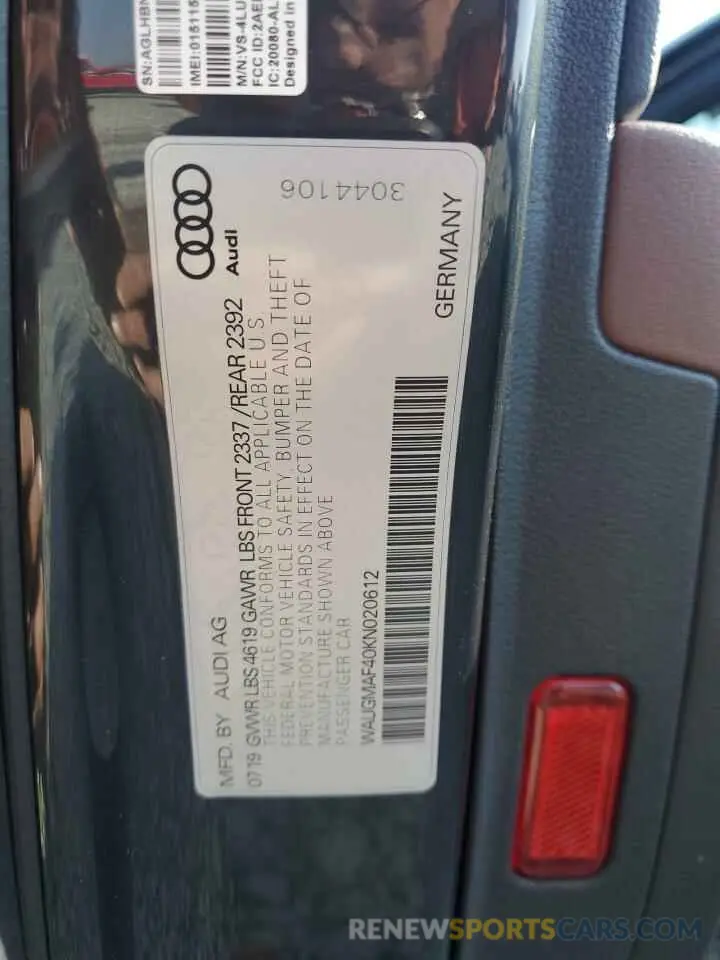 SN:AGLHBN
IMEI:015115
M/N:VS-4LU
FCC ID:2AE
IC:20080-AL
Designed in
3044106
Audi
MFD. BY AUDI AG
0719 GVWR LBS 4619 GAWR LBS FRONT 2337 / REAR 2392
THIS VEHICLE CONFORMS TO ALL APPLICABLE U.S.
FEDERAL MOTOR VEHICLE SAFETY, BUMPER AND THEFT
PREVENTION STANDARDS IN EFFECT ON THE DATE OF
MANUFACTURE SHOWN ABOVE
PASSENGER CAR
WAUGMAF40KN020612
GERMANY
RENEWSPORTSCARS.COM